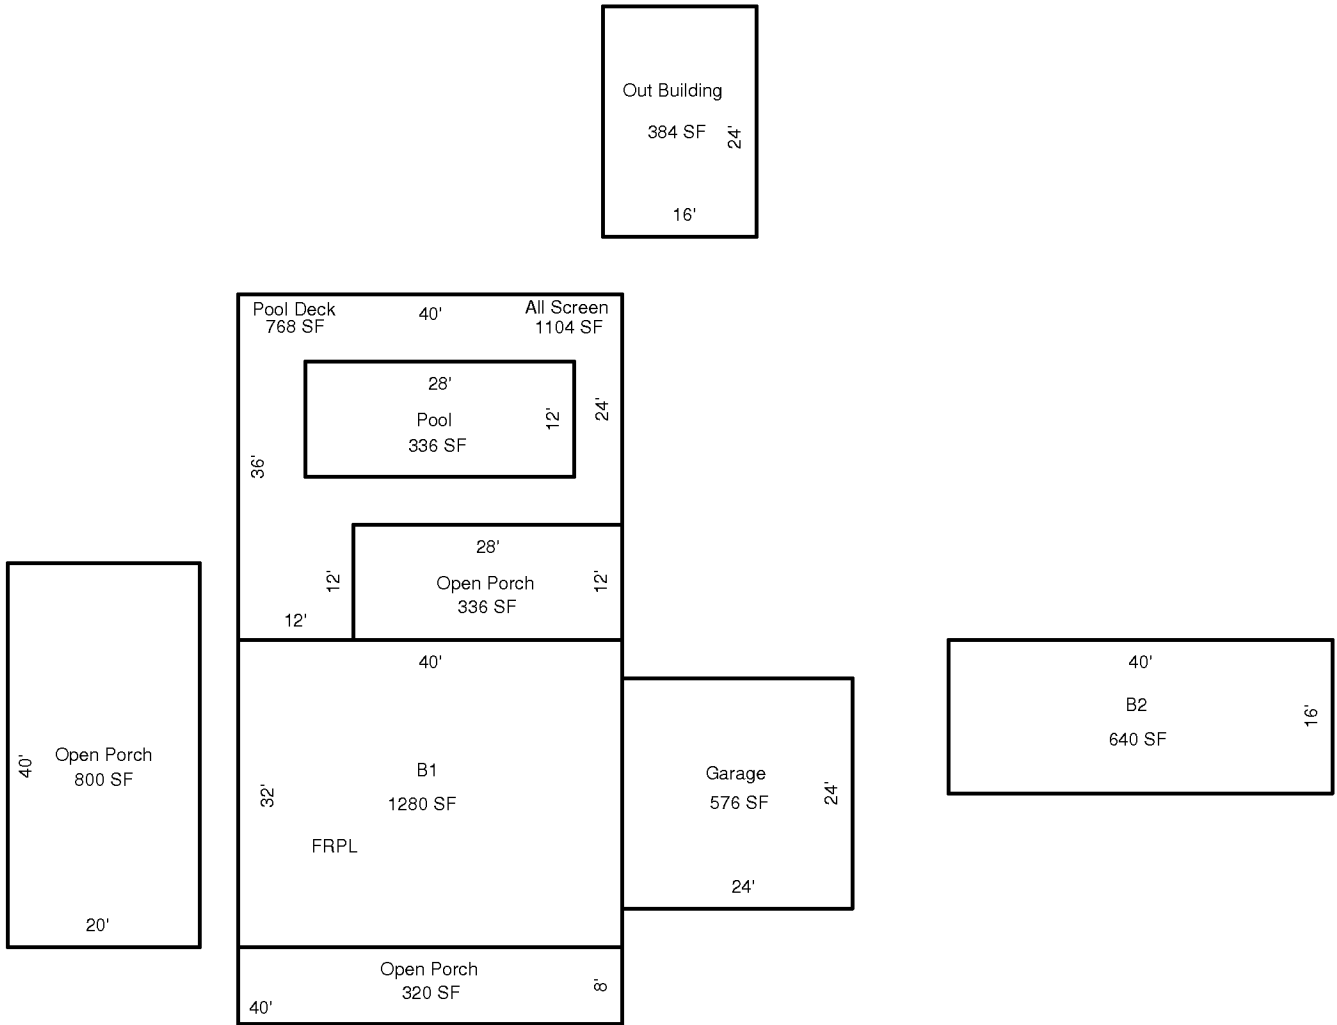 Out Building
384 SF
24'
16'
Pool Deck
768 SF
40'
All Screen
1104 SF
28'
Pool
336 SF
12'
24'
36'
28'
Open Porch
336 SF
12'
12'
12'
40'
B1
1280 SF
32'
FRPL
Open Porch
800 SF
40'
20'
Garage
576 SF
24'
24'
40'
B2
640 SF
16'
Open Porch
320 SF
8'
40'